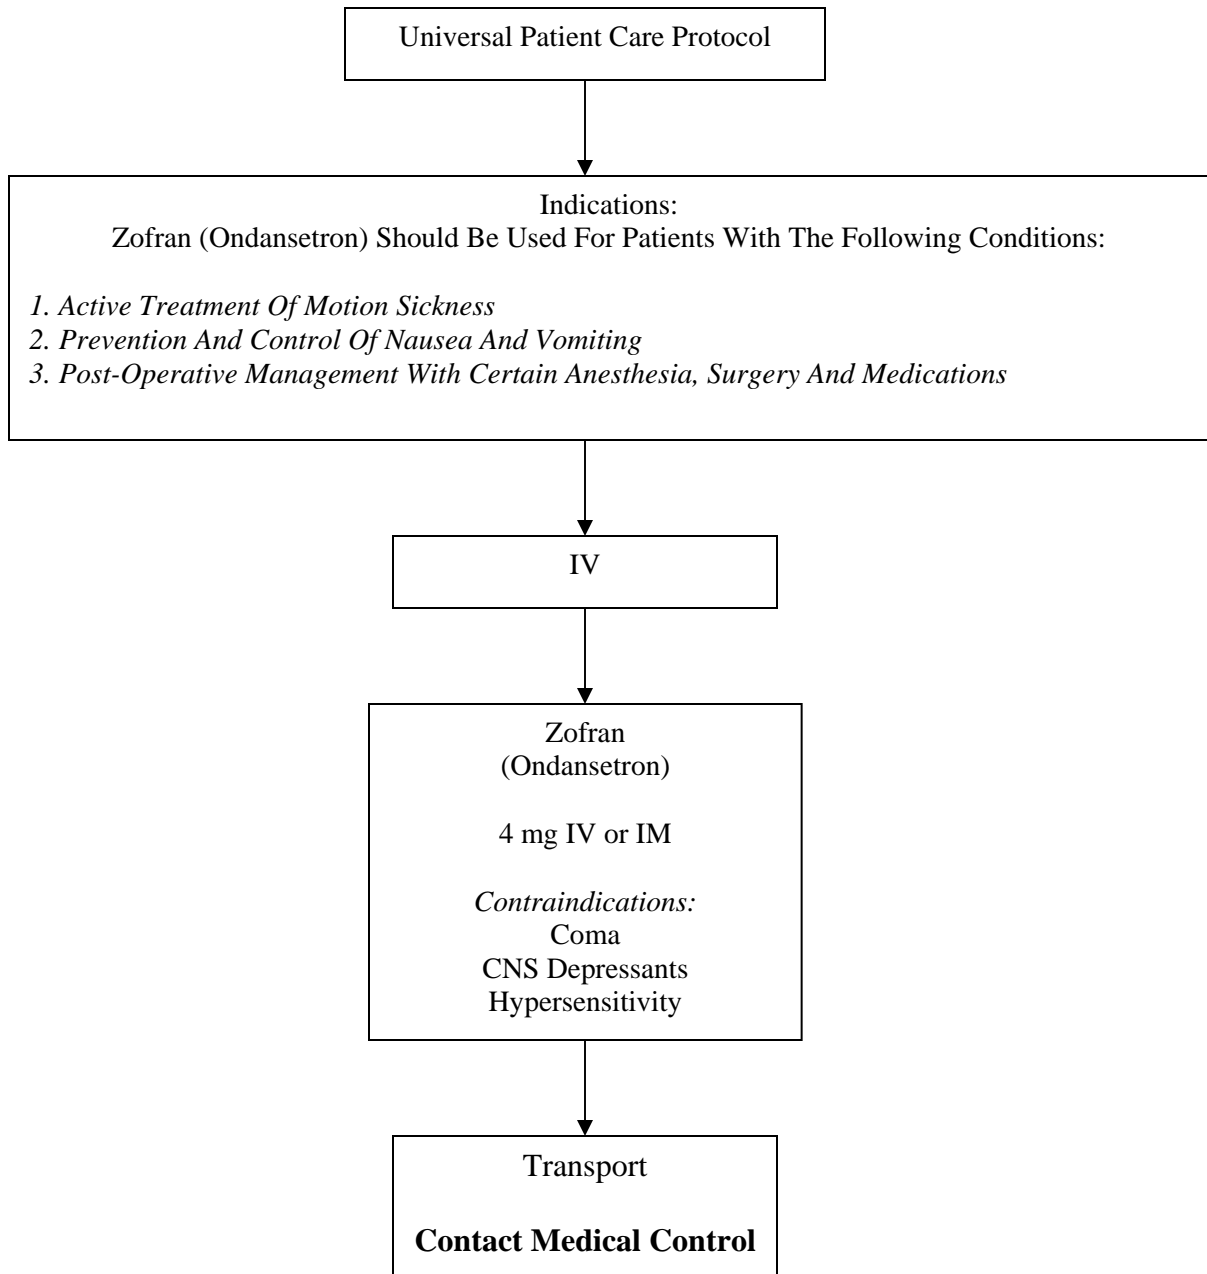 Universal Patient Care Protocol
Indications:
Zofran (Ondansetron) Should Be Used For Patients With The Following Conditions:
1. Active Treatment Of Motion Sickness
2. Prevention And Control Of Nausea And Vomiting
3. Post-Operative Management With Certain Anesthesia, Surgery And Medications
IV
Zofran
(Ondansetron)
4 mg IV or IM
Contraindications:
Coma
CNS Depressants
Hypersensitivity
Transport
Contact Medical Control